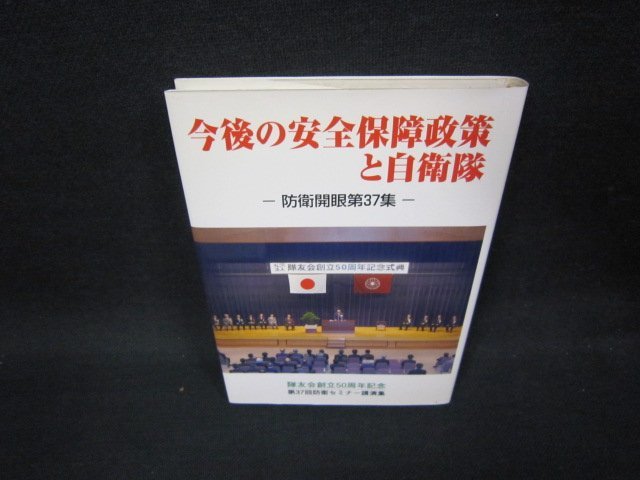 今後の安全保障政策
と自衛隊
― 防衛開眼第37集 ―
隊友会創立50周年記念式典
隊友会創立50周年記念
第37回防衛セミナー講演集